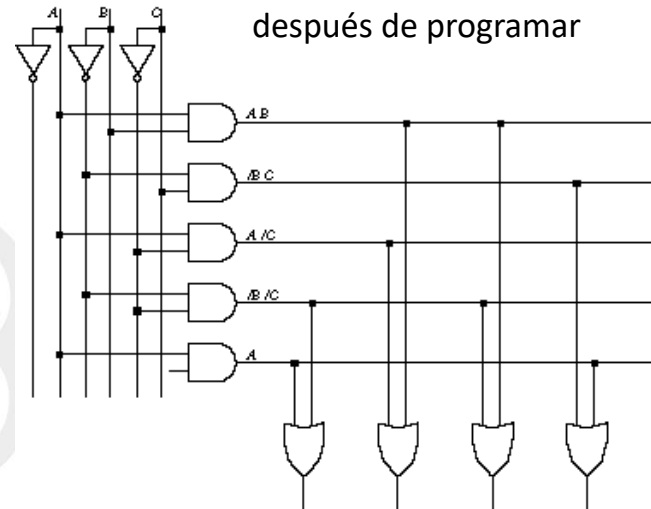 después de programar
A B C
A B
/B C
A /C
/B /C
A